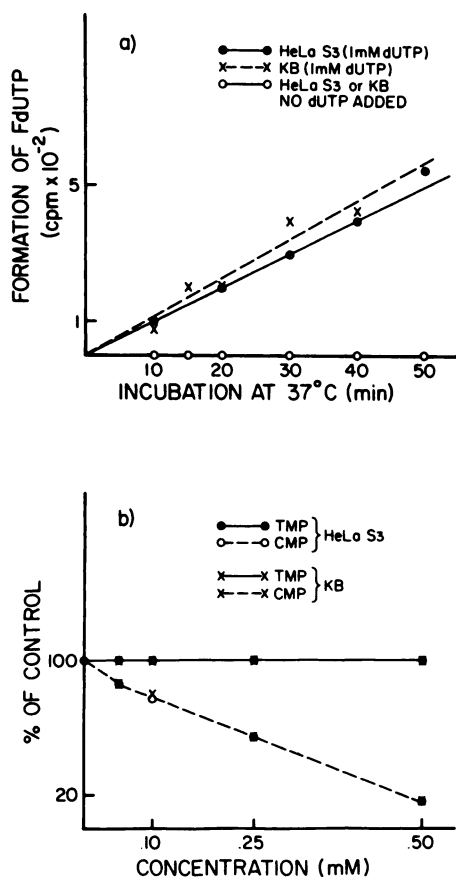 a)
HeLa S3 (1mM dUTP)
KB (1mM dUTP)
HeLa S3 or KB
NO dUTP ADDED
FORMATION OF FdUTP
(cpm x 10-2)
5
1
10 20 30 40 50
INCUBATION AT 37°C (min)
b)
TMP
CMP
HeLa S3
TMP
CMP
KB
% OF CONTROL
100
20
.10 .25 .50
CONCENTRATION (mM)